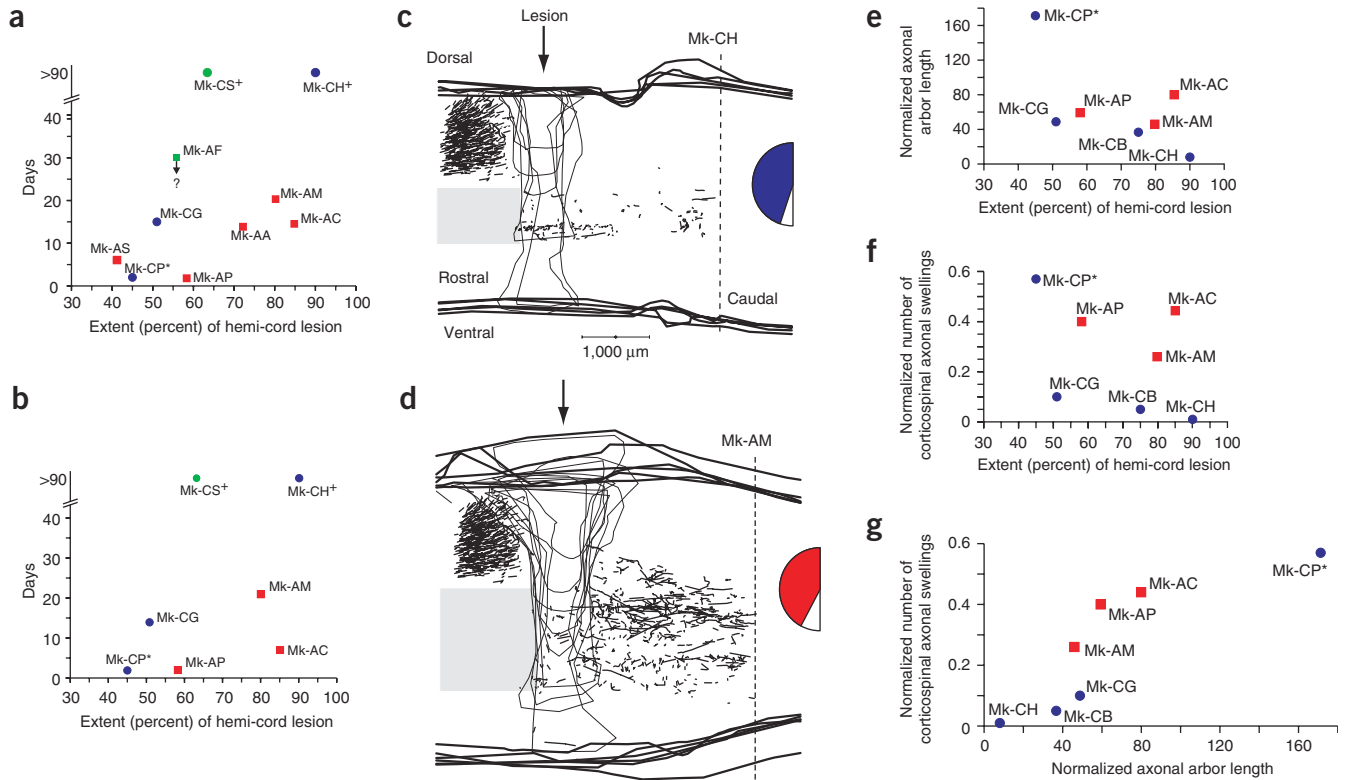 a
>90
40
30
20
10
0
Days
Mk-CS+
Mk-CH+
Mk-AF
?
Mk-AM
Mk-CG
Mk-AC
Mk-AA
Mk-AS
Mk-CP*
Mk-AP
30 40 50 60 70 80 90 100
Extent (percent) of hemi-cord lesion
b
>90
40
30
20
10
0
Days
Mk-CS+
Mk-CH+
Mk-AM
Mk-CG
Mk-CP*
Mk-AP
Mk-AC
30 40 50 60 70 80 90 100
Extent (percent) of hemi-cord lesion
c
Lesion
Mk-CH
Dorsal
Rostral
Caudal
Ventral
1,000 μm
d
Mk-AM
e
160
120
80
40
0
Normalized axonal
arbor length
Mk-CP*
Mk-AC
Mk-CG
Mk-AP
Mk-AM
Mk-CB
Mk-CH
30 40 50 60 70 80 90 100
Extent (percent) of hemi-cord lesion
f
0.6
0.4
0.2
0
Normalized number of
corticospinal axonal swellings
Mk-CP*
Mk-AP
Mk-AC
Mk-AM
Mk-CG
Mk-CB
Mk-CH
30 40 50 60 70 80 90 100
Extent (percent) of hemi-cord lesion
g
0.6
0.4
0.2
0
Normalized number of
corticospinal axonal swellings
Mk-CP*
Mk-AC
Mk-AP
Mk-AM
Mk-CG
Mk-CH
Mk-CB
0 40 80 120 160
Normalized axonal arbor length